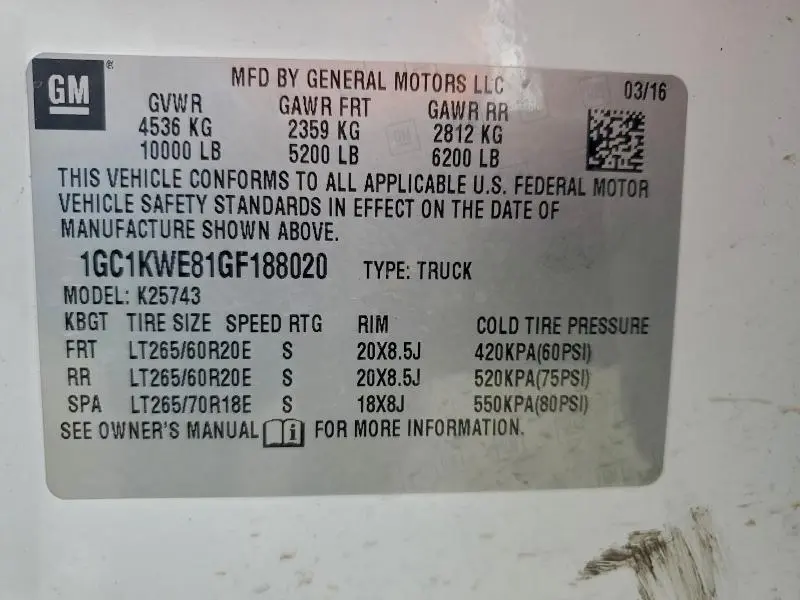 GM ®
MFD BY GENERAL MOTORS LLC 03/16
GVWR GAWR FRT GAWR RR
4536 KG 2359 KG 2812 KG
10000 LB 5200 LB 6200 LB
THIS VEHICLE CONFORMS TO ALL APPLICABLE U.S. FEDERAL MOTOR
VEHICLE SAFETY STANDARDS IN EFFECT ON THE DATE OF
MANUFACTURE SHOWN ABOVE.
1GC1KWE81GF188020 TYPE: TRUCK
MODEL: K25743
KBGT TIRE SIZE SPEED RTG RIM COLD TIRE PRESSURE
FRT LT265/60R20E S 20X8.5J 420KPA(60PSI)
RR LT265/60R20E S 20X8.5J 520KPA(75PSI)
SPA LT265/70R18E S 18X8J 550KPA(80PSI)
SEE OWNER'S MANUAL i FOR MORE INFORMATION.